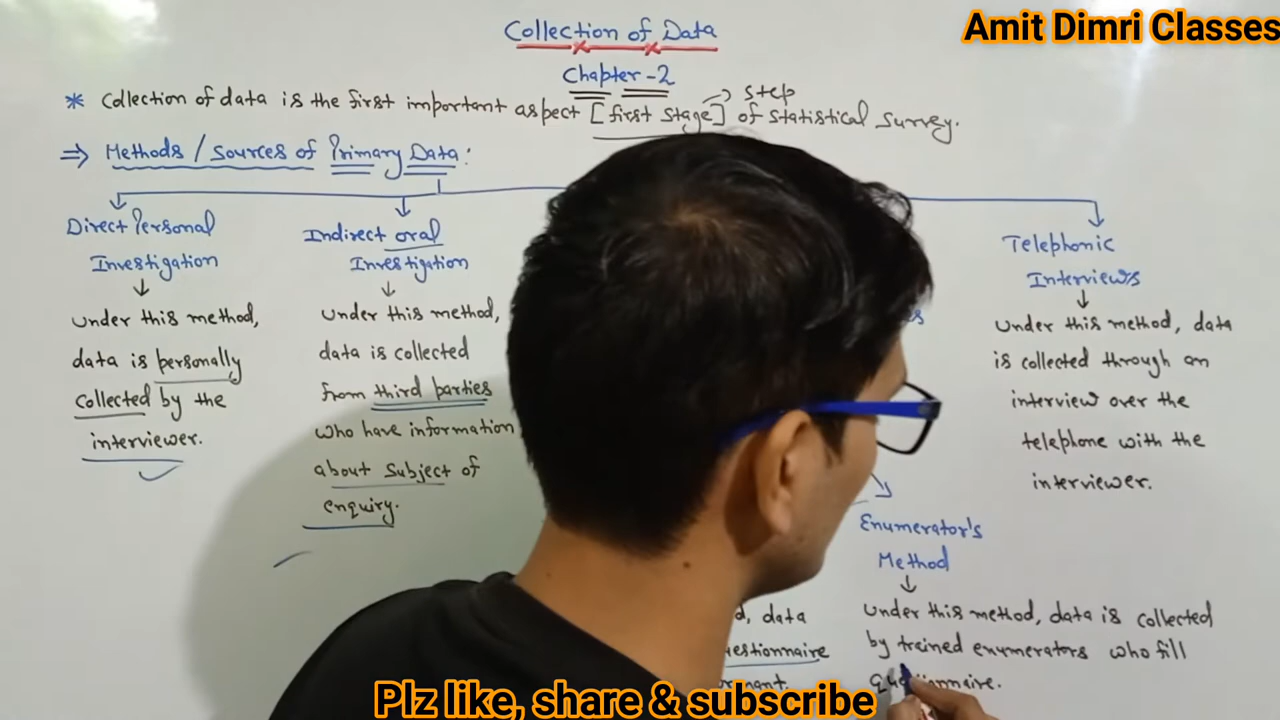 Collection of Data
Amit Dimri Classes
Chapter-2
* Collection of data is the first important aspect [first stage] → step of statistical survey.
⇒ Methods / Sources of Primary Data:
Direct Personal
Investigation
↓
Under this method,
data is personally
collected by the
interviewer.
Indirect oral
Investigation
↓
Under this method,
data is collected
from third parties
who have information
about subject of
enquiry.
Telephonic
Interviews
↓
Under this method, data
is collected through an
interview over the
telephone with the
interviewer.
Enumerator's
Method
↓
Under this method, data is collected
by trained enumerators who fill
data
Plz like, share & subscribe